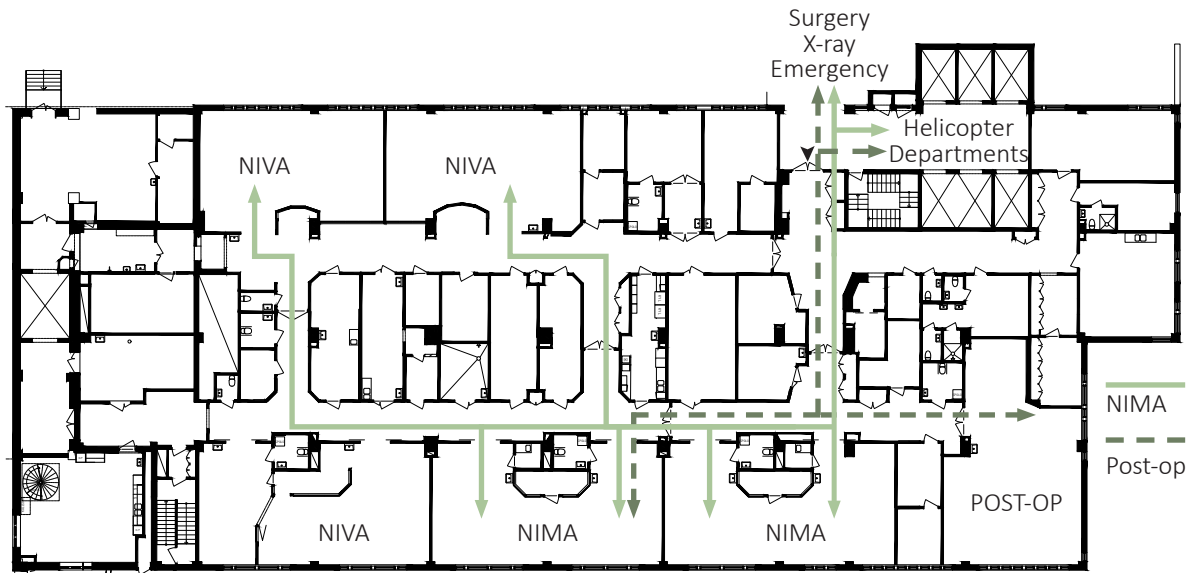 Surgery
X-ray
Emergency
Helicopter
Departments
NIVA
NIVA
NIMA
Post-op
NIVA
NIMA
NIMA
POST-OP